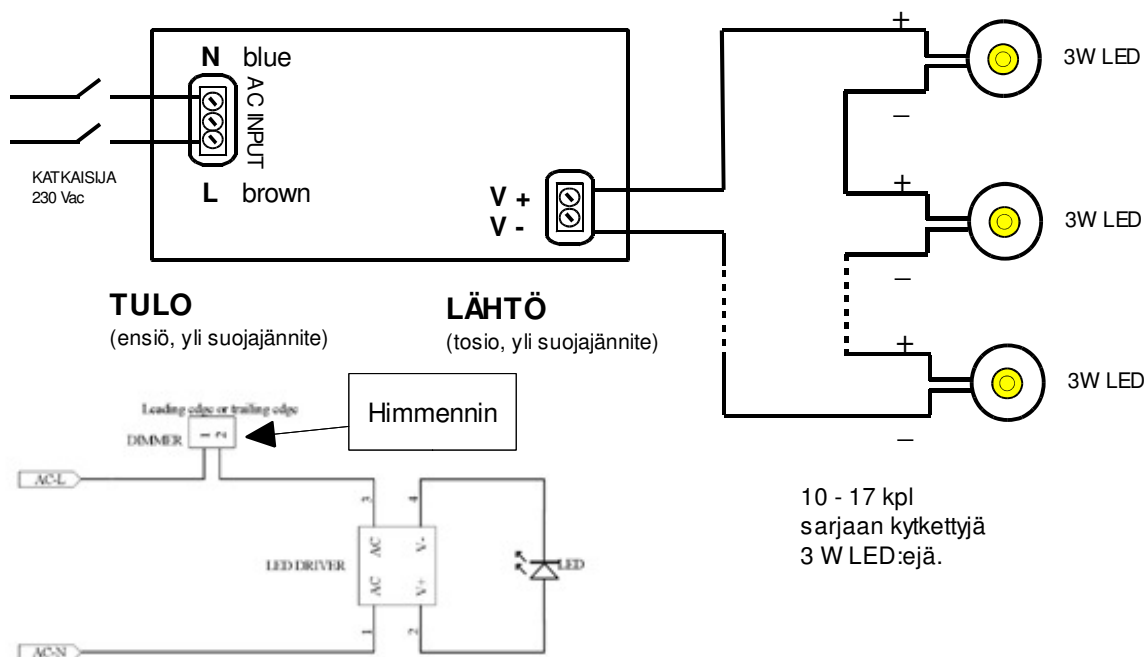 N blue
AC INPUT
L brown
KATKAISIJA
230 Vac
V +
V -
+
3W LED
–
+
3W LED
–
+
3W LED
–
TULO
(ensiö, yli suojajännite)
LÄHTÖ
(tosio, yli suojajännite)
Leading edge or trailing edge
DIMMER
1 2
Himmennin
AC-L
3 4
AC V-
LED DRIVER
LED
AC V+
1 2
AC-N
10 - 17 kpl
sarjaan kytkettyjä
3 W LED:ejä.